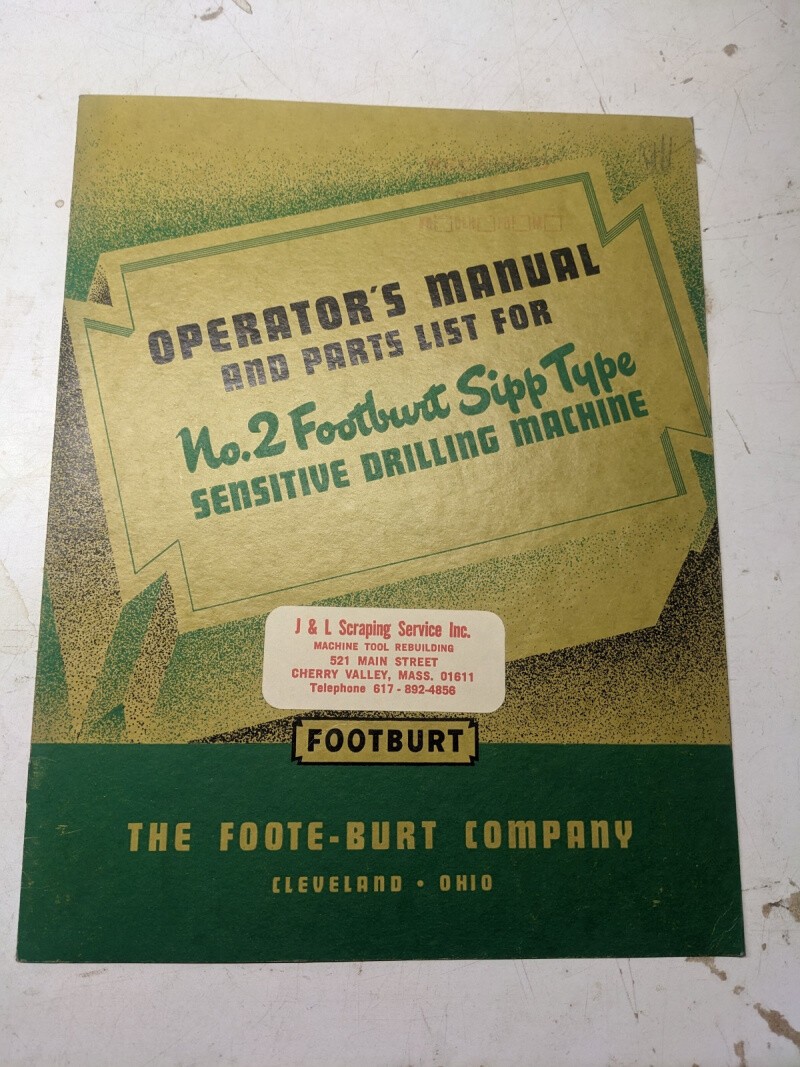 OPERATOR'S MANUAL
AND PARTS LIST FOR
No.2 Footburt Sipp Type
SENSITIVE DRILLING MACHINE
J & L Scraping Service Inc.
MACHINE TOOL REBUILDING
521 MAIN STREET
CHERRY VALLEY, MASS. 01611
Telephone 617 - 892-4856
FOOTBURT
THE FOOTE-BURT COMPANY
CLEVELAND • OHIO